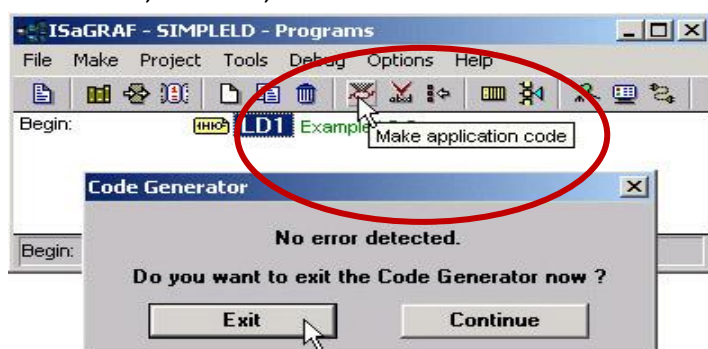 ISaGRAF - SIMPLELD - Programs
File Make Project Tools Debug Options Help
Begin: LD1 Example
Make application code
Code Generator
No error detected.
Begin:
Do you want to exit the Code Generator now ?
Exit Continue